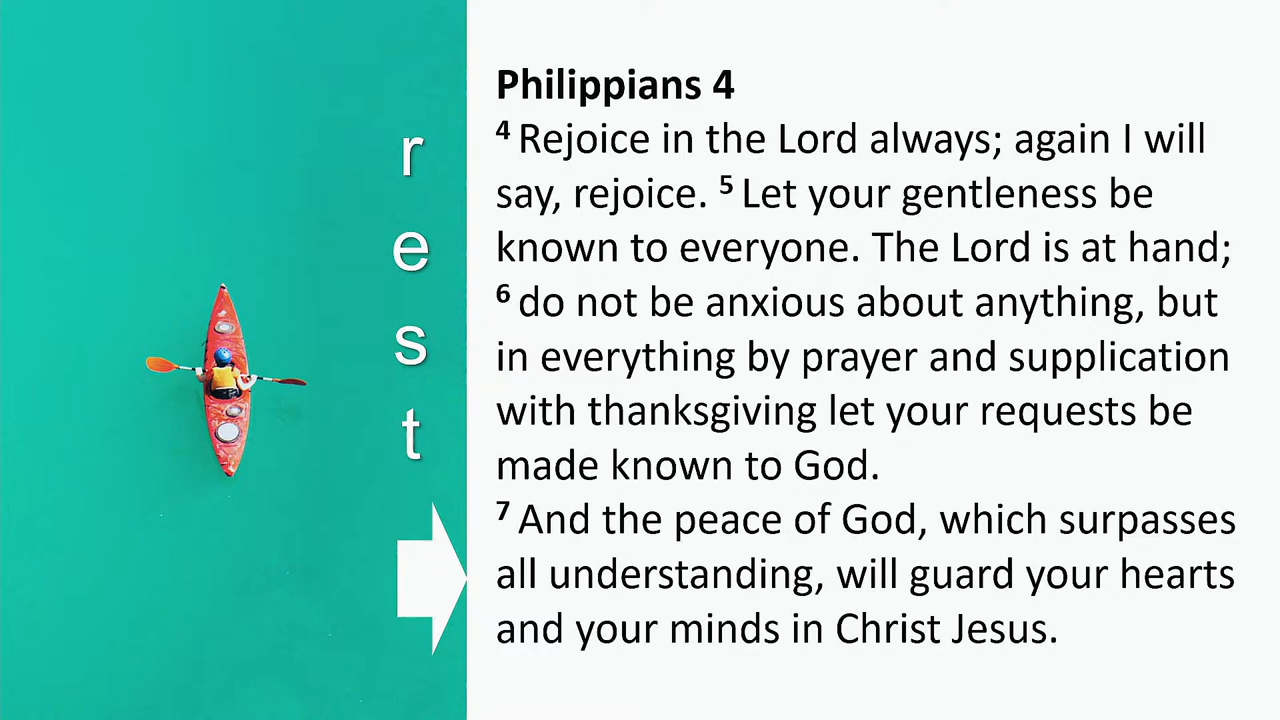 r
e
s
t
Philippians 4
4 Rejoice in the Lord always; again I will
say, rejoice. 5 Let your gentleness be
known to everyone. The Lord is at hand;
6 do not be anxious about anything, but
in everything by prayer and supplication
with thanksgiving let your requests be
made known to God.
7 And the peace of God, which surpasses
all understanding, will guard your hearts
and your minds in Christ Jesus.